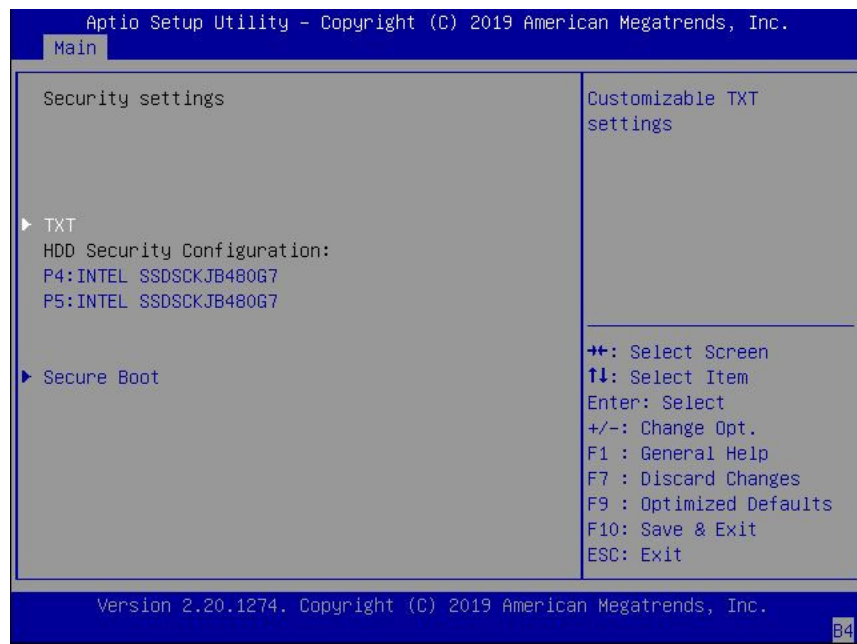 Aptio Setup Utility – Copyright (C) 2019 American Megatrends, Inc.
Main
Security settings
TXT
HDD Security Configuration:
P4:INTEL SSDSCKJB480G7
P5:INTEL SSDSCKJB480G7
Secure Boot
Customizable TXT
settings
→←: Select Screen
↑↓: Select Item
Enter: Select
+/-: Change Opt.
F1 : General Help
F7 : Discard Changes
F9 : Optimized Defaults
F10: Save & Exit
ESC: Exit
Version 2.20.1274. Copyright (C) 2019 American Megatrends, Inc.
B4